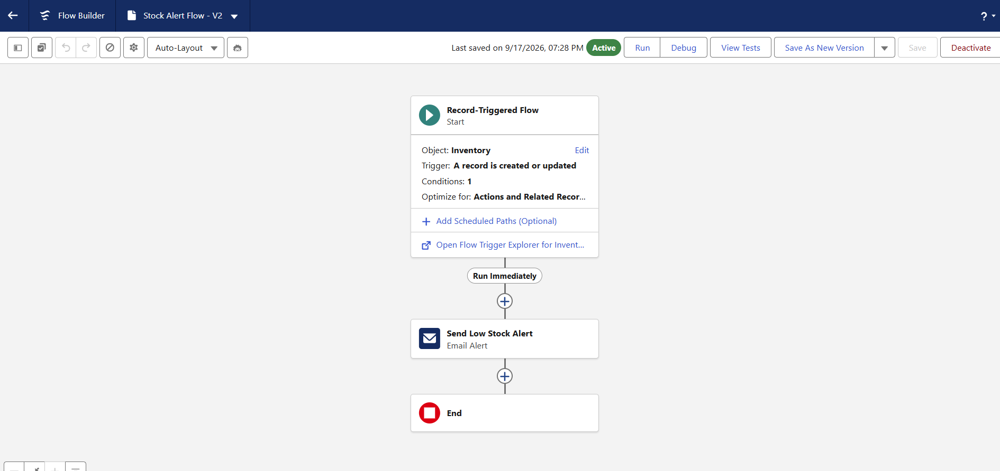 Flow Builder
Stock Alert Flow - V2
?
Auto-Layout
Last saved on 9/17/2026, 07:28 PM
Active
Run
Debug
View Tests
Save As New Version
Save
Deactivate
Record-Triggered Flow
Start
Object: Inventory
Edit
Trigger: A record is created or updated
Conditions: 1
Optimize for: Actions and Related Recor...
Add Scheduled Paths (Optional)
Open Flow Trigger Explorer for Invent...
Run Immediately
Send Low Stock Alert
Email Alert
End